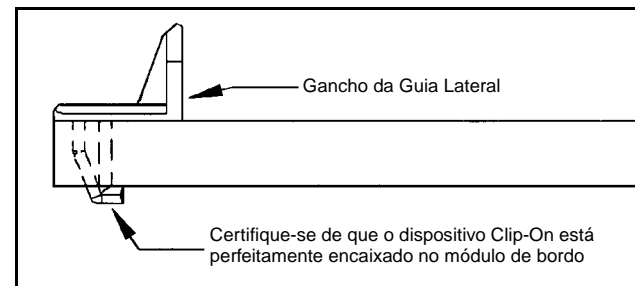 Gancho da Guia Lateral
Certifique-se de que o dispositivo Clip-On está
perfeitamente encaixado no módulo de bordo